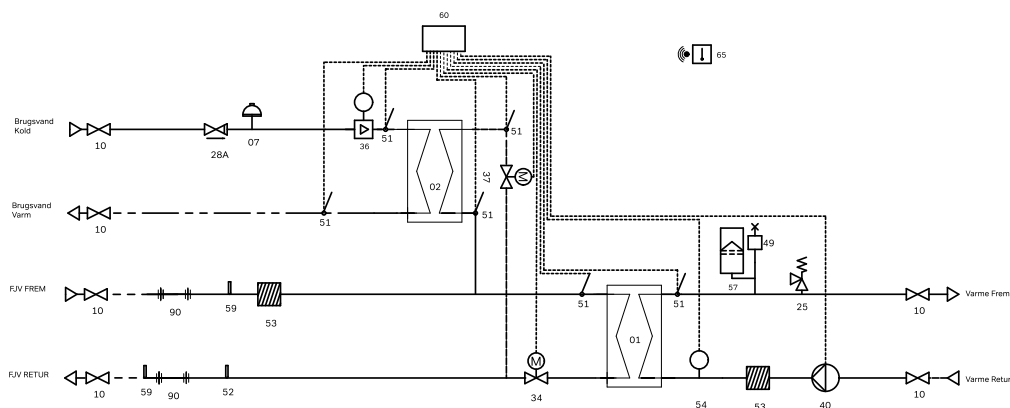 60
65
Brugsvand
Kold
10
28A
07
36
51
51
02
37
M
Brugsvand
Varm
10
51
51
49
57
25
FJV FREM
10
90
59
53
51
51
10
Varme Frem
01
FJV RETUR
10
59
90
52
M
34
54
53
40
10
Varme Retur